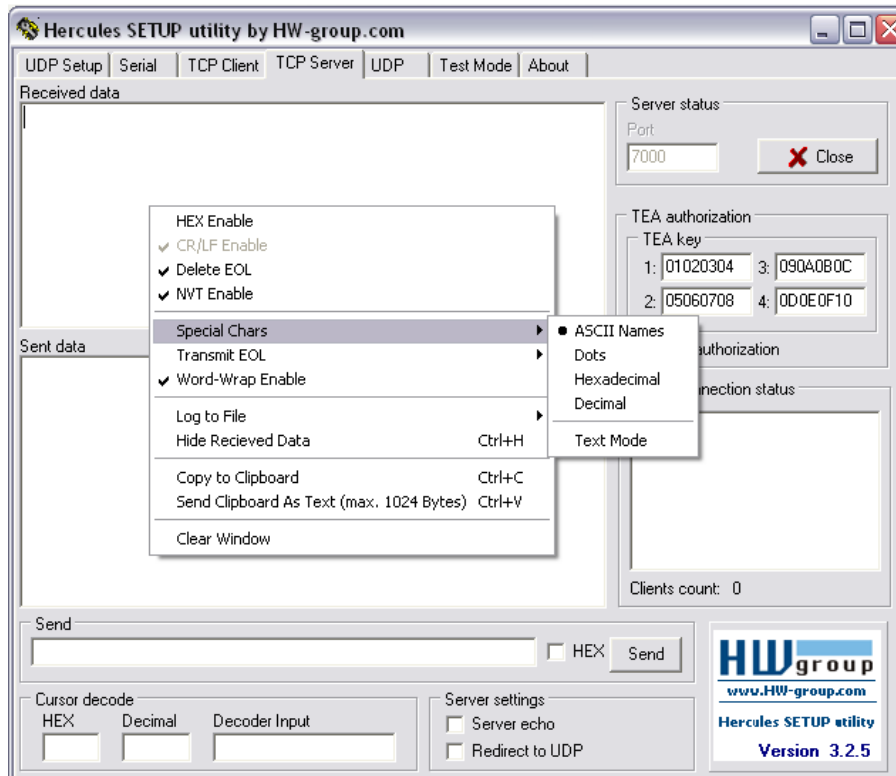 Hercules SETUP utility by HW-group.com
UDP Setup Serial TCP Client TCP Server UDP Test Mode About
Received data
Server status
Port
7000 Close
HEX Enable
CR/LF Enable
Delete EOL
NVT Enable
Special Chars
Transmit EOL
Word-Wrap Enable
Log to File
Hide Recieved Data Ctrl+H
Copy to Clipboard Ctrl+C
Send Clipboard As Text (max. 1024 Bytes) Ctrl+V
Clear Window
ASCII Names
Dots
Hexadecimal
Decimal
Text Mode
TEA authorization
TEA key
1: 01020304 3: 090A0B0C
2: 05060708 4: 0D0E0F10
authorization
Sent data
nection status
Clients count: 0
Send
HEX Send
Cursor decode
HEX Decimal Decoder Input
Server settings
Server echo
Redirect to UDP
HW group
www.HW-group.com
Hercules SETUP utility
Version 3.2.5